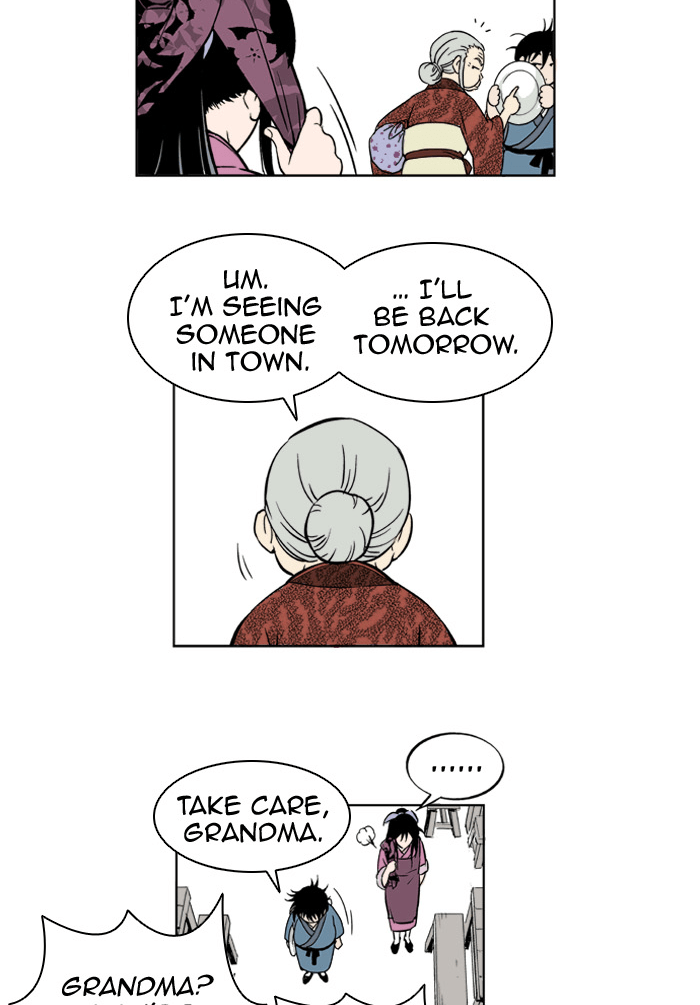 UM.
I'M SEEING
SOMEONE
IN TOWN.
... I'LL
BE BACK
TOMORROW.
......
TAKE CARE,
GRANDMA.
GRANDMA?